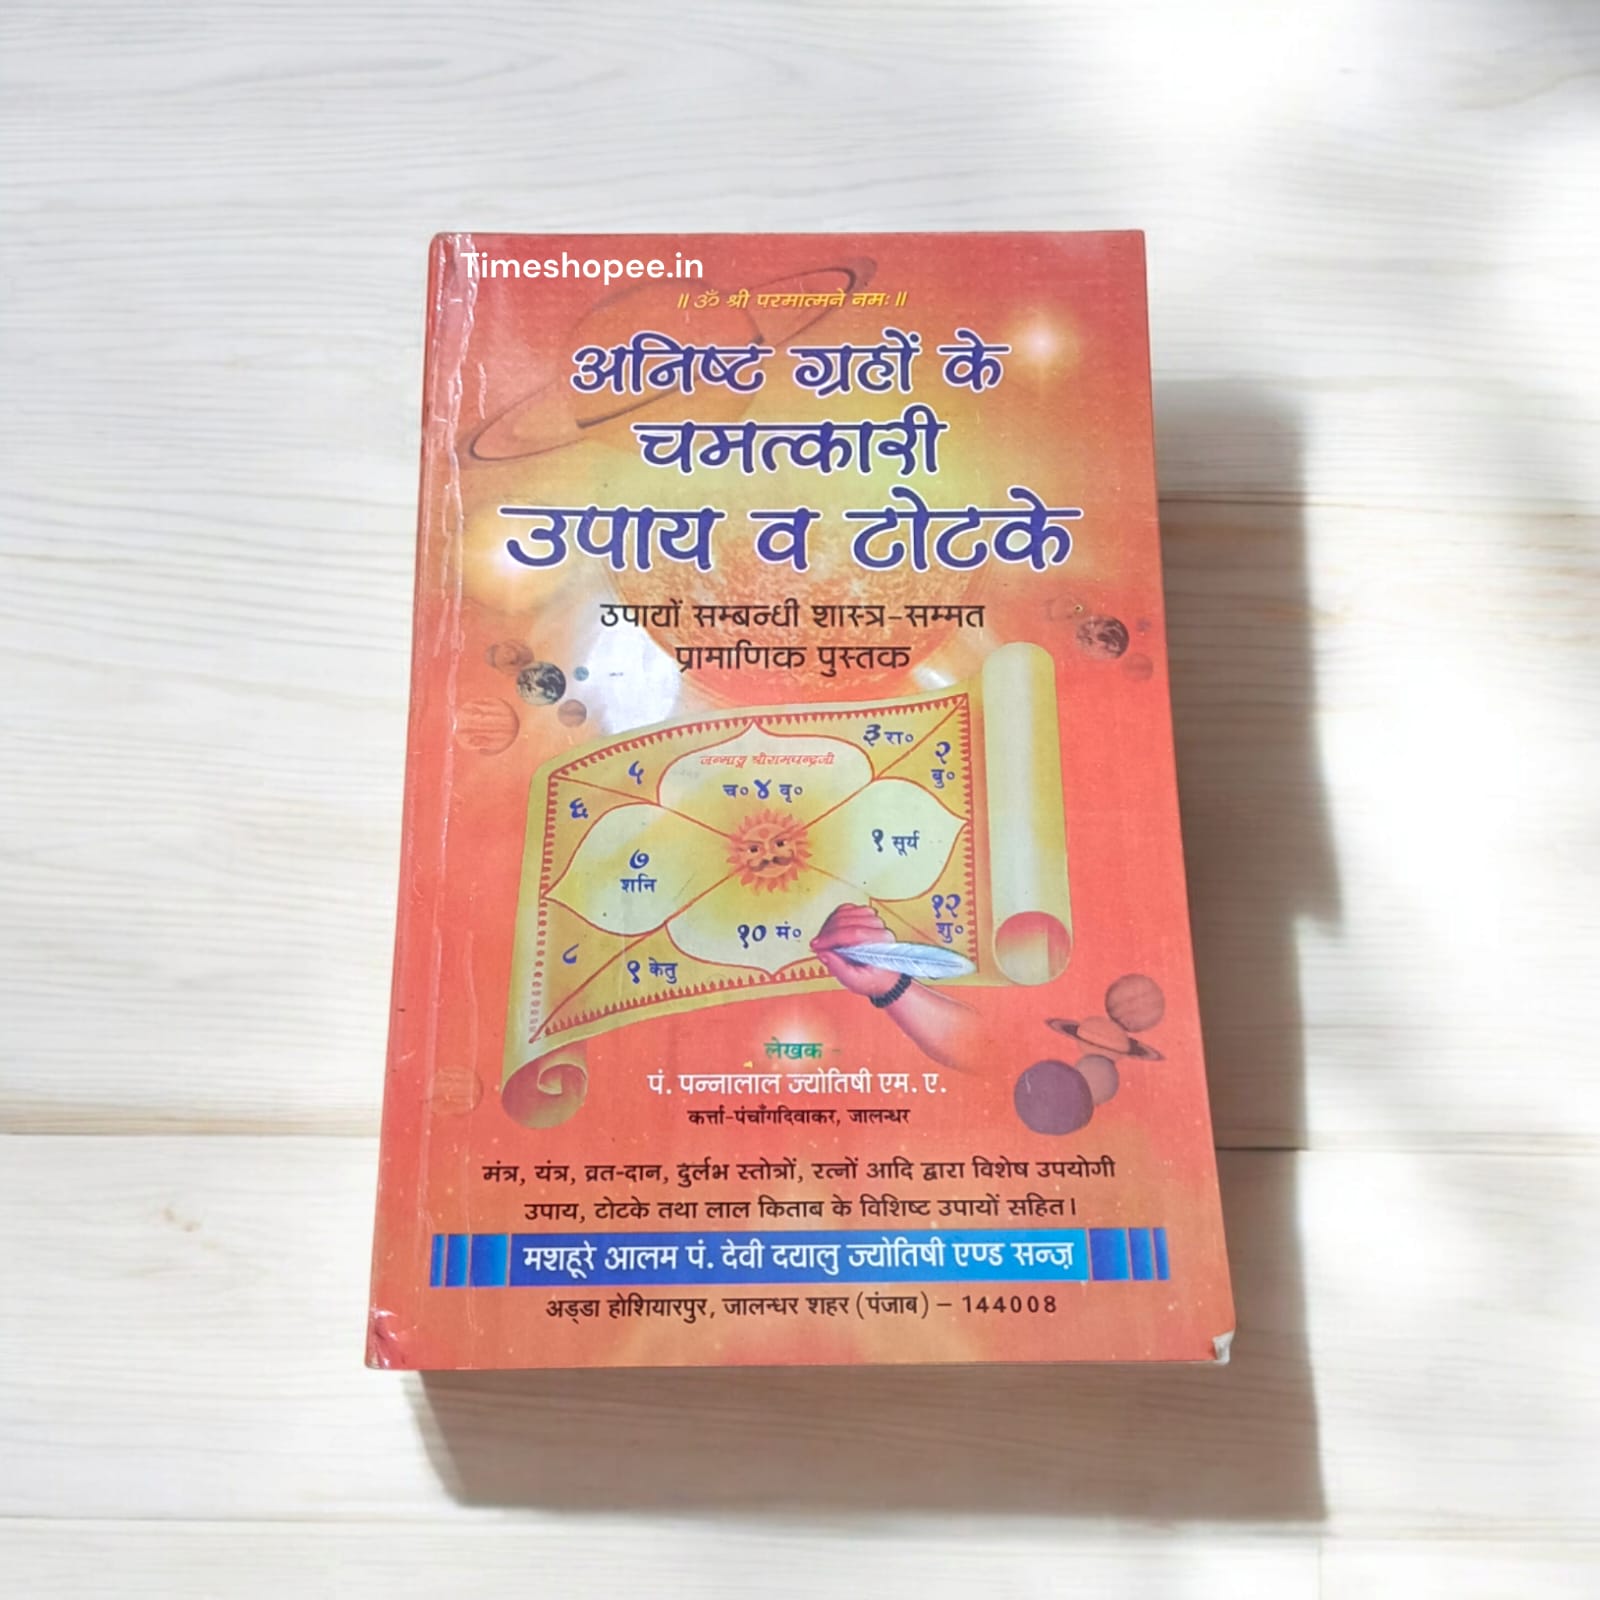 Timeshopee.in
॥ ॐ श्री परमात्मने नमः ॥
अनिष्ट ग्रहों के
चमत्कारी
उपाय व टोटके
उपायों सम्बन्धी शास्त्र-सम्मत
प्रामाणिक पुस्तक
३ रा०
२
बु०
५
जन्माङ्ग श्रीरामचन्द्रजी
च० ४ वृ०
६
१ सूर्य
७
शनि
१२
शु०
१० मं०
८
९ केतु
लेखक -
पं. पन्नालाल ज्योतिषी एम. ए.
कर्त्ता-पंचाँगदिवाकर, जालन्धर
मंत्र, यंत्र, व्रत-दान, दुर्लभ स्तोत्रों, रत्नों आदि द्वारा विशेष उपयोगी
उपाय, टोटके तथा लाल किताब के विशिष्ट उपायों सहित।
मशहूरे आलम पं. देवी दयालु ज्योतिषी एण्ड सन्ज़
अड्डा होशियारपुर, जालन्धर शहर (पंजाब) – 144008